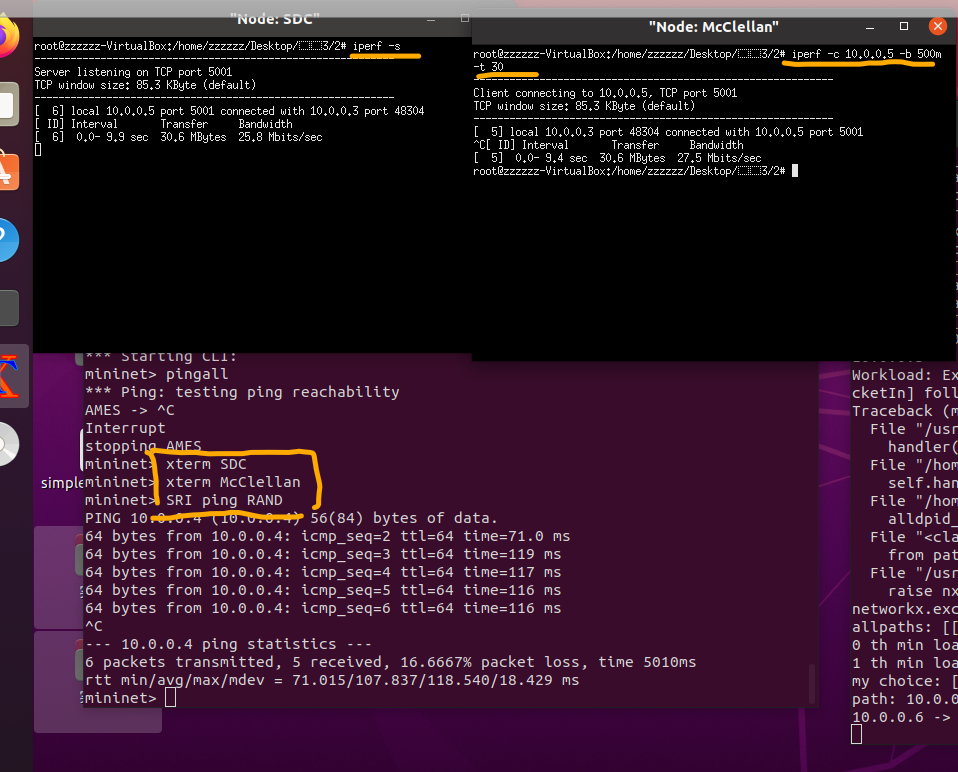 "Node: SDC"
root@zzzzzz-VirtualBox:/home/zzzzzz/Desktop/ 3/2# iperf -s
------------------------------------------------------------
Server listening on TCP port 5001
TCP window size: 85.3 KByte (default)
------------------------------------------------------------
[  6] local 10.0.0.5 port 5001 connected with 10.0.0.3 port 48304
[ ID] Interval       Transfer     Bandwidth
[  6]  0.0- 9.9 sec  30.6 MBytes  25.8 Mbits/sec
"Node: McClellan"
root@zzzzzz-VirtualBox:/home/zzzzzz/Desktop/ 3/2# iperf -c 10.0.0.5 -b 500m
-t 30
------------------------------------------------------------
Client connecting to 10.0.0.5, TCP port 5001
TCP window size: 85.3 KByte (default)
------------------------------------------------------------
[  5] local 10.0.0.3 port 48304 connected with 10.0.0.5 port 5001
^C[ ID] Interval       Transfer     Bandwidth
[  5]  0.0- 9.4 sec  30.6 MBytes  27.5 Mbits/sec
root@zzzzzz-VirtualBox:/home/zzzzzz/Desktop/ 3/2#
*** Starting CLI:
mininet> pingall
*** Ping: testing ping reachability
AMES -> ^C
Interrupt
stopping AMES
mininet> xterm SDC
mininet> xterm McClellan
mininet> SRI ping RAND
PING 10.0.0.4 (10.0.0.4) 56(84) bytes of data.
64 bytes from 10.0.0.4: icmp_seq=2 ttl=64 time=71.0 ms
64 bytes from 10.0.0.4: icmp_seq=3 ttl=64 time=119 ms
64 bytes from 10.0.0.4: icmp_seq=4 ttl=64 time=117 ms
64 bytes from 10.0.0.4: icmp_seq=5 ttl=64 time=116 ms
64 bytes from 10.0.0.4: icmp_seq=6 ttl=64 time=116 ms
^C
--- 10.0.0.4 ping statistics ---
6 packets transmitted, 5 received, 16.6667% packet loss, time 5010ms
rtt min/avg/max/mdev = 71.015/107.837/118.540/18.429 ms
mininet>
simple
Workload: Ex
cketIn] foll
Traceback (m
File "/usr
handler(
File "/hom
self.han
File "/hom
alldpid_
File "<cla
from pat
File "/usr
raise nx
networkx.exc
allpaths: [[
0 th min loa
1 th min loa
my choice: [
path: 10.0.0
10.0.0.6 ->